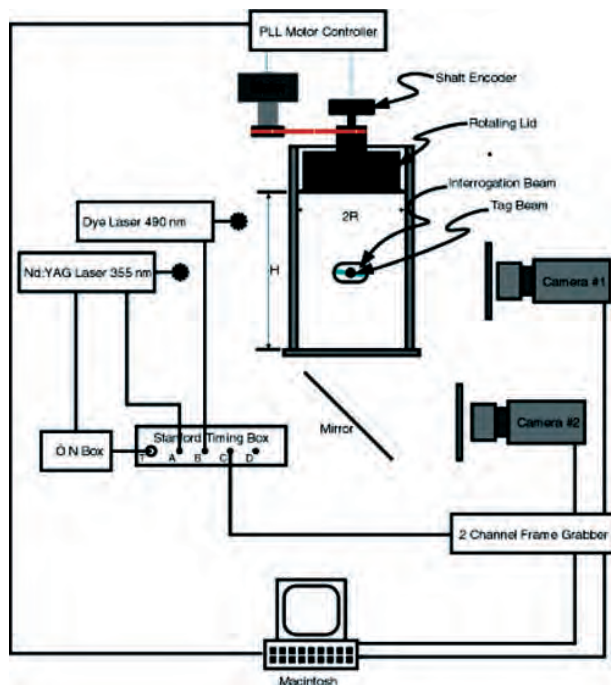 PLL Motor Controller
Shaft Encoder
Rotating Lid
Interrogation Beam
Tag Beam
2R
Dye Laser 490 nm
H
Nd:YAG Laser 355 nm
Camera #1
Camera #2
Mirror
Stanford Timing Box
O N Box
T A B C D
2 Channel Frame Grabber
Macintosh